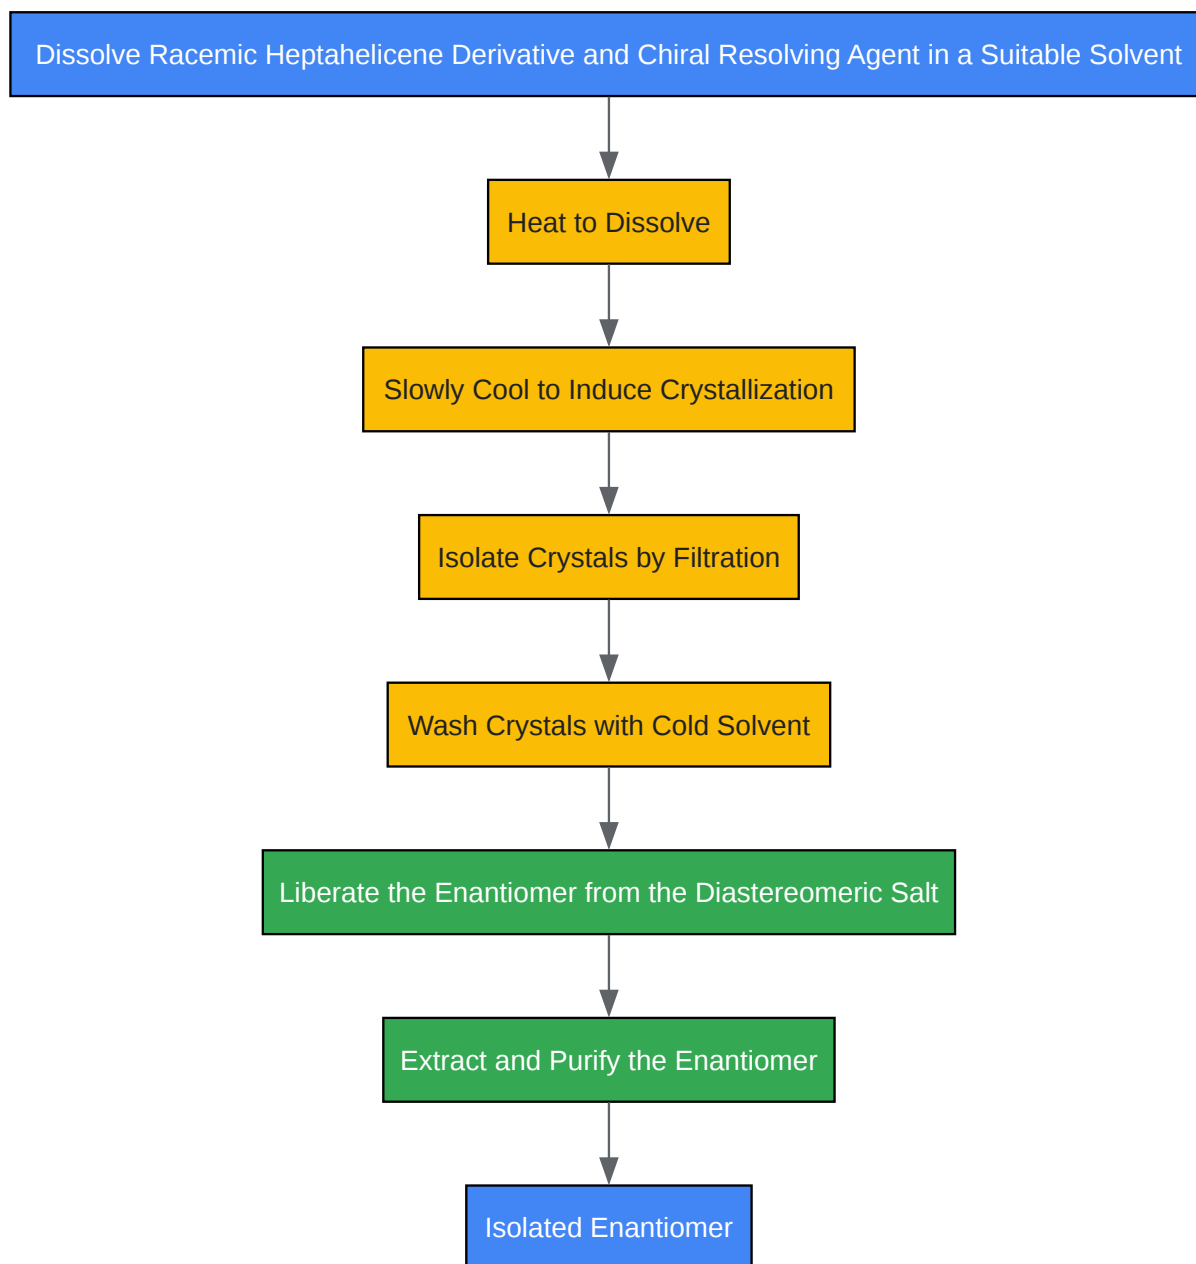 Dissolve Racemic Heptahelicene Derivative and Chiral Resolving Agent in a Suitable Solvent
Heat to Dissolve
Slowly Cool to Induce Crystallization
Isolate Crystals by Filtration
Wash Crystals with Cold Solvent
Liberate the Enantiomer from the Diastereomeric Salt
Extract and Purify the Enantiomer
Isolated Enantiomer